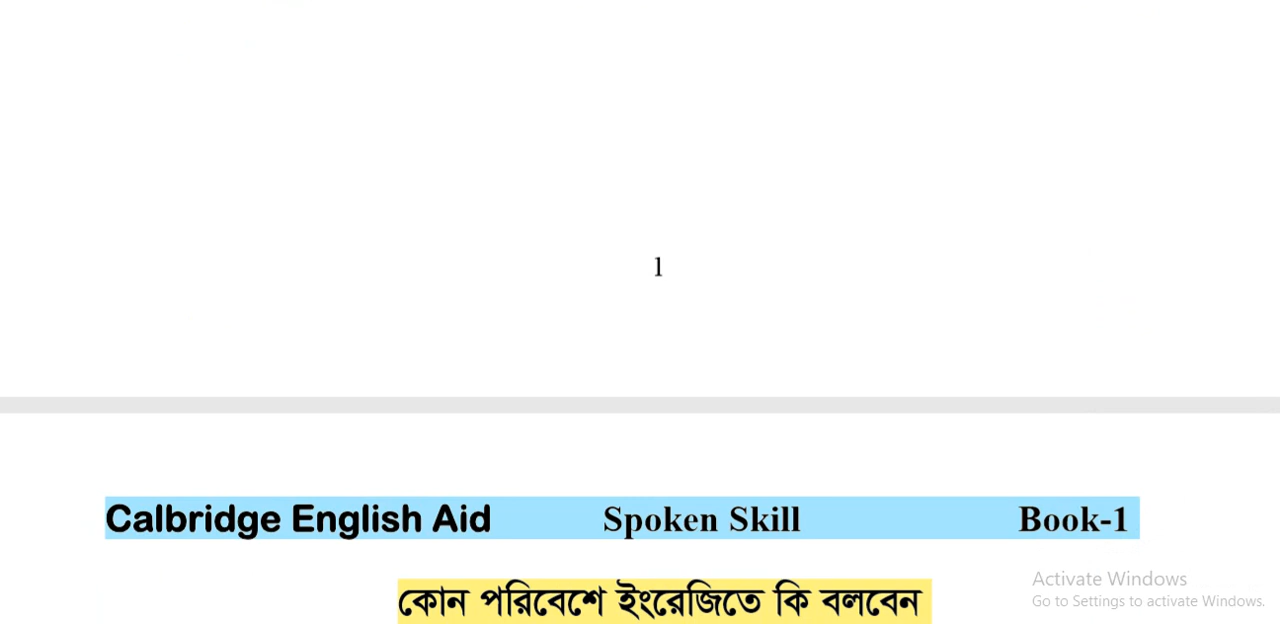 1
Calbridge English Aid Spoken Skill Book-1
কোন পরিবেশে ইংরেজিতে কি বলবেন
Activate Windows
Go to Settings to activate Windows.